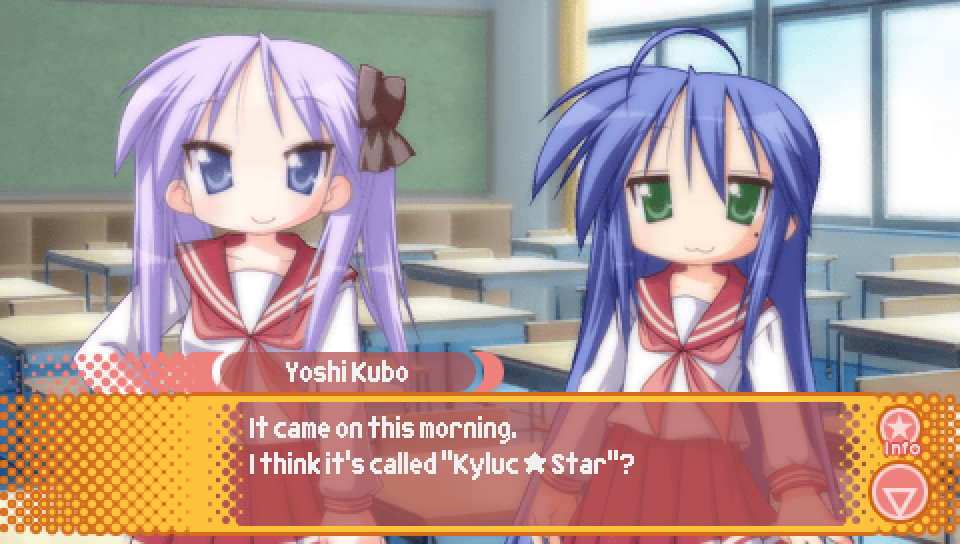 Yoshi Kubo
It came on this morning.
I think it's called "Kyluc ★ Star"?
Info